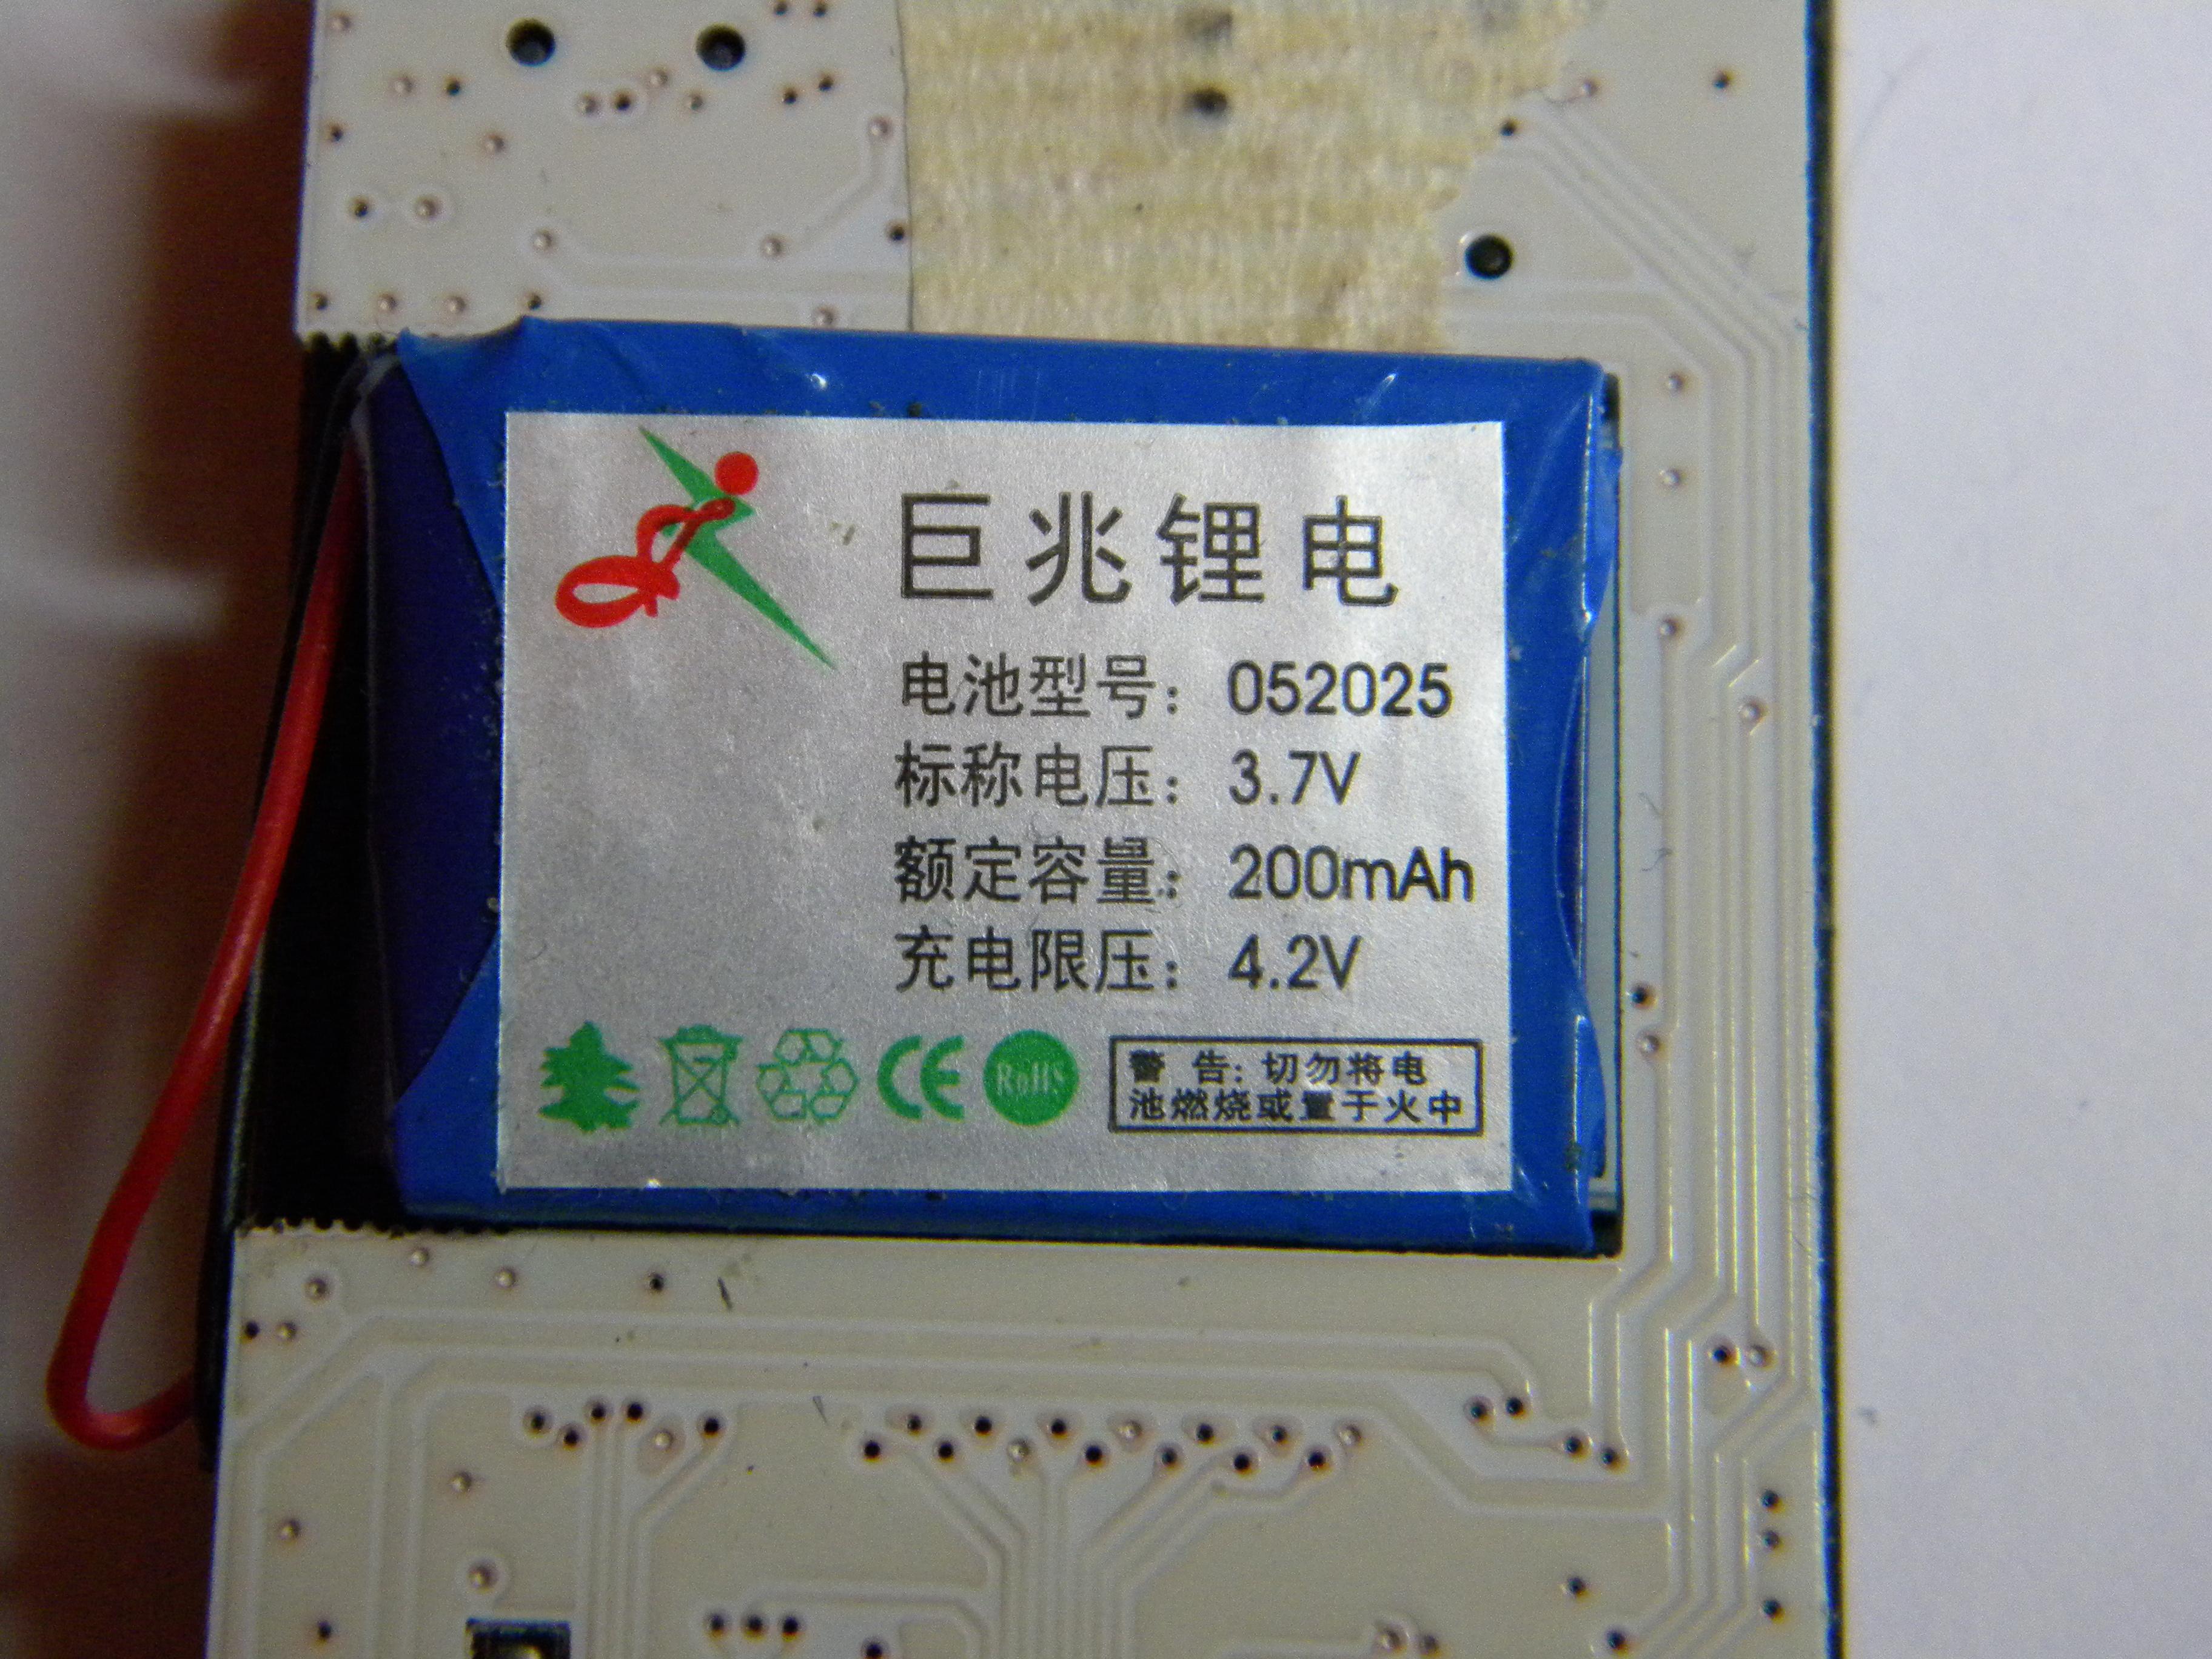 巨兆锂电
电池型号：052025
标称电压：3.7V
额定容量：200mAh
充电限压：4.2V
CE
RoHS
警 告：切勿将电
池燃烧或置于火中